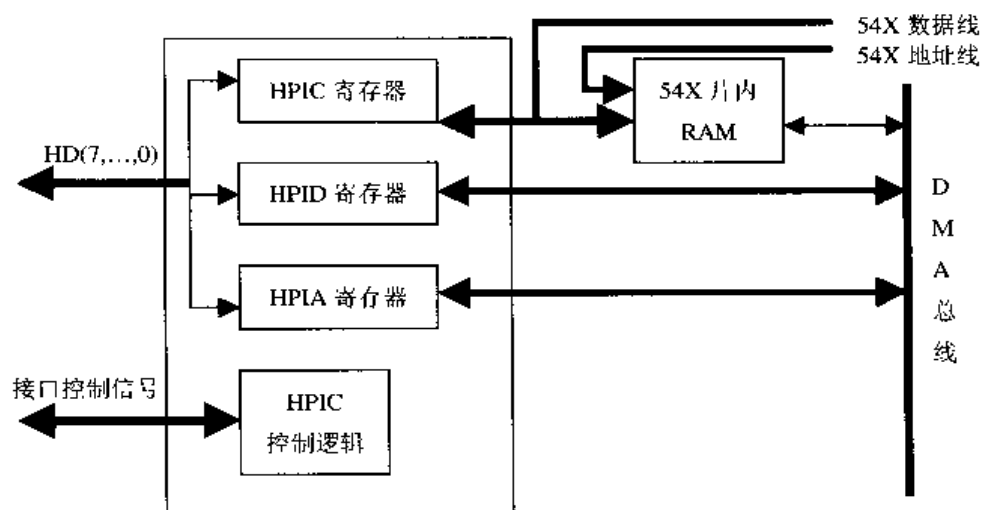 54X 数据线
54X 地址线
HPIC 寄存器
54X 片内
RAM
HD(7,…,0)
HPID 寄存器
HPIA 寄存器
D
M
A
总
线
接口控制信号
HPIC
控制逻辑